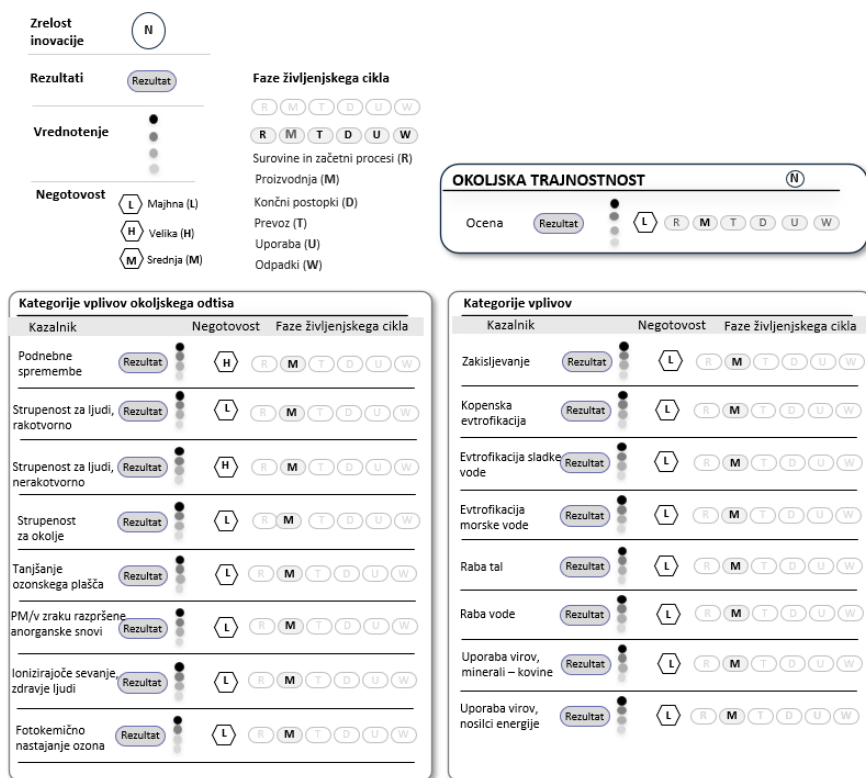 Zrelost
inovacije
N
Rezultati
Rezultat
Vrednotenje
Negotovost
L Majhna (L)
H Velika (H)
M Srednja (M)
Faze življenjskega cikla
R M T D U W
R M T D U W
Surovine in začetni procesi (R)
Proizvodnja (M)
Končni postopki (D)
Prevoz (T)
Uporaba (U)
Odpadki (W)
OKOLJSKA TRAJNOSTNOST N
Ocena Rezultat L R M T D U W
Kategorije vplivov okoljskega odtisa
Kazalnik Negotovost Faze življenjskega cikla
Podnebne
spremembe Rezultat H R M T D U W
Strupenost za ljudi,
rakotvorno Rezultat L R M T D U W
Strupenost za ljudi,
nerakotvorno Rezultat H R M T D U W
Strupenost
za okolje Rezultat L R M T D U W
Tanjšanje
ozonskega plašča Rezultat L R M T D U W
PM/v zraku razpršene
anorganske snovi Rezultat L R M T D U W
Ionizirajoče sevanje,
zdravje ljudi Rezultat L R M T D U W
Fotokemično
nastajanje ozona Rezultat L R M T D U W
Kategorije vplivov
Kazalnik Negotovost Faze življenjskega cikla
Zakisljevanje Rezultat L R M T D U W
Kopenska
evtrofikacija Rezultat L R M T D U W
Evtrofikacija sladke
vode Rezultat L R M T D U W
Evtrofikacija
morske vode Rezultat L R M T D U W
Raba tal Rezultat L R M T D U W
Raba vode Rezultat L R M T D U W
Uporaba virov,
minerali – kovine Rezultat L R M T D U W
Uporaba virov,
nosilci energije Rezultat L R M T D U W